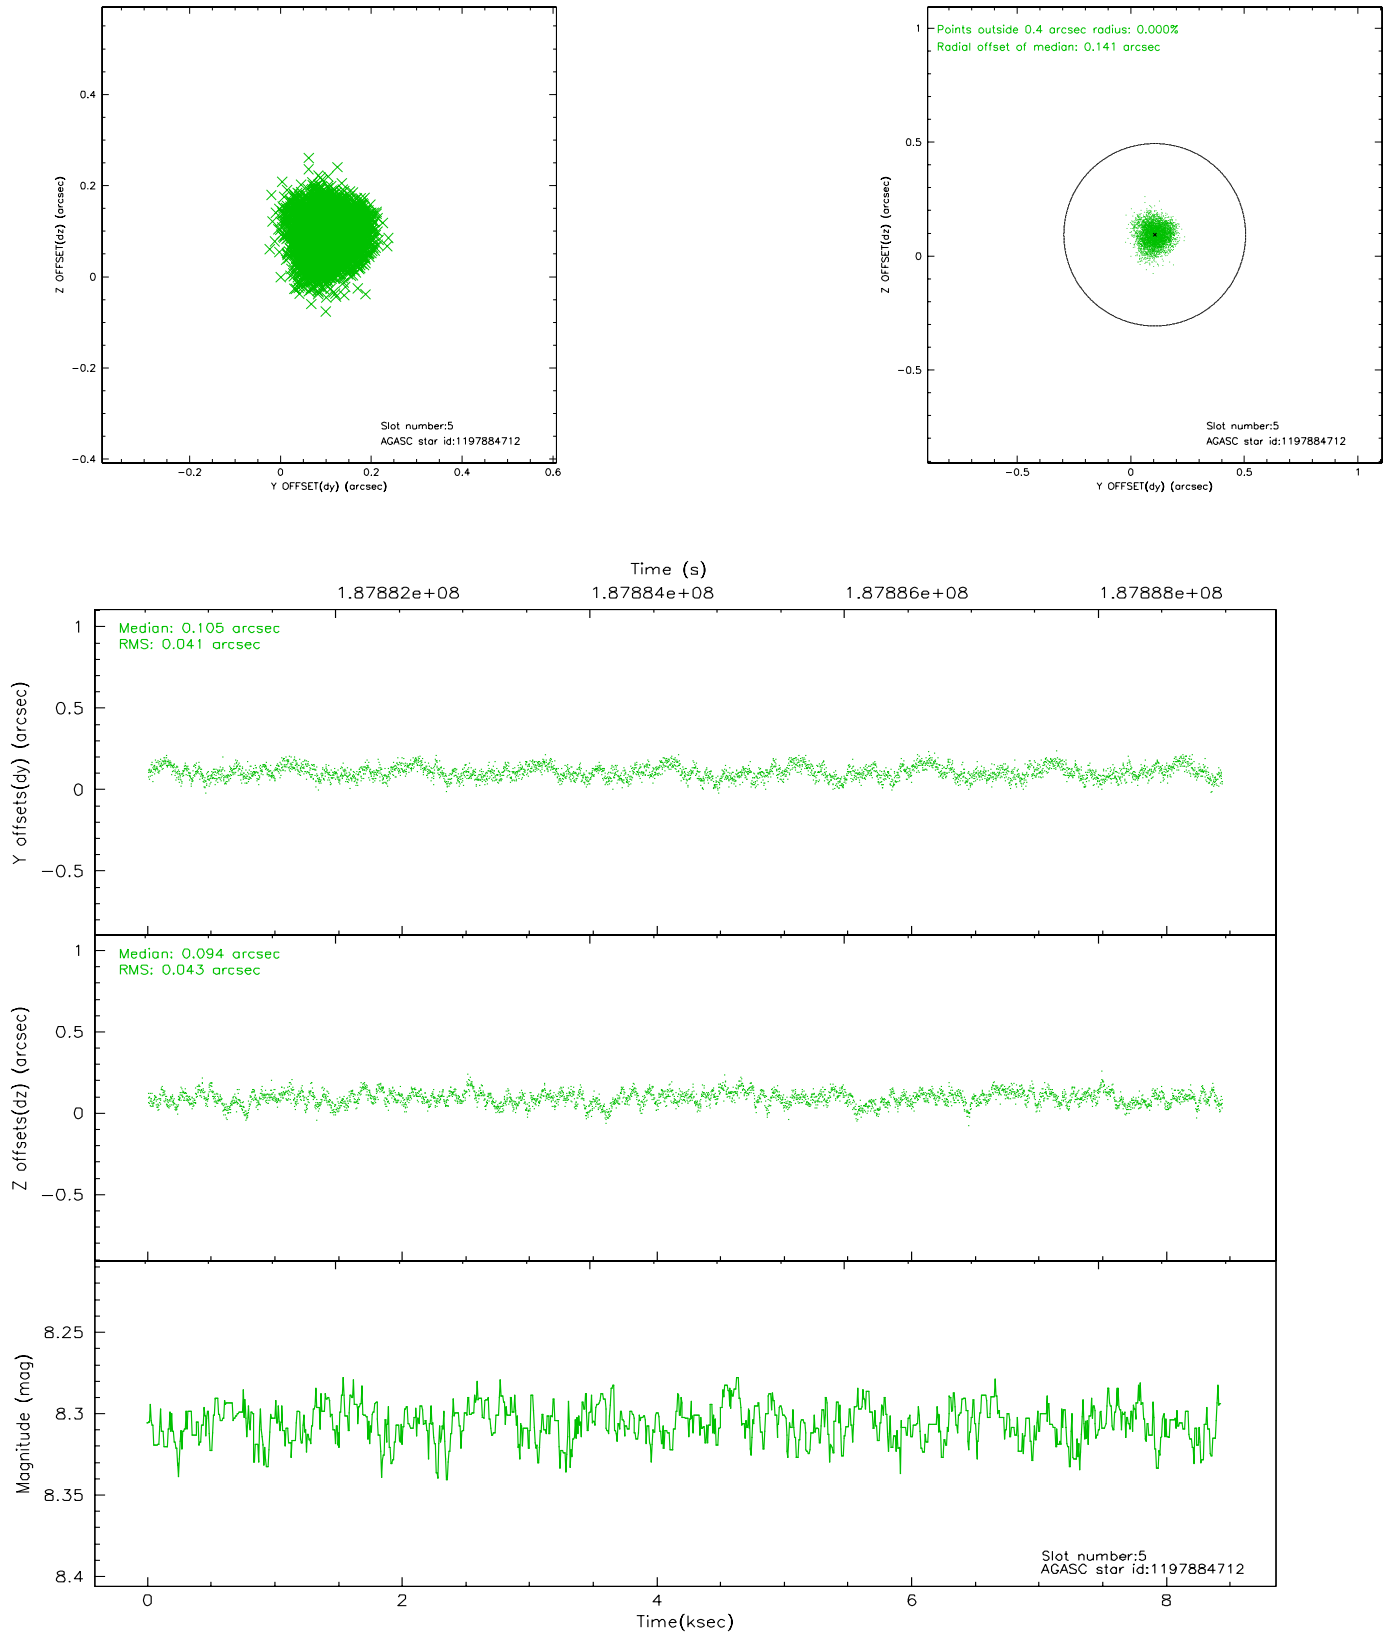 0.4
0.2
0
−0.2
−0.4
Z OFFSET(dz) (arcsec)
Slot number:5
AGASC star id:1197884712
−0.2 0 0.2 0.4 0.6
Y OFFSET(dy) (arcsec)
Points outside 0.4 arcsec radius: 0.000%
Radial offset of median: 0.141 arcsec
1
0.5
0
−0.5
Z OFFSET(dz) (arcsec)
Slot number:5
AGASC star id:1197884712
−0.5 0 0.5 1
Y OFFSET(dy) (arcsec)
Time (s)
1.87882e+08 1.87884e+08 1.87886e+08 1.87888e+08
Median: 0.105 arcsec
RMS: 0.041 arcsec
1
0.5
0
−0.5
Y offsets(dy) (arcsec)
Median: 0.094 arcsec
RMS: 0.043 arcsec
1
0.5
0
−0.5
Z offsets(dz) (arcsec)
8.25
8.3
8.35
8.4
Magnitude (mag)
Slot number:5
AGASC star id:1197884712
0 2 4 6 8
Time(ksec)